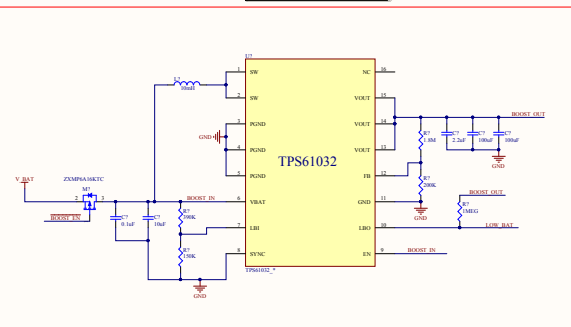 U?
L?
10mH
1
SW
NC
16
VOUT
15
2
SW
VOUT
14
3
PGND
GND
4
PGND
VOUT
13
TPS61032
5
PGND
FB
12
BOOST_OUT
R?
1.8M
C?
2.2uF
C?
100uF
C?
100uF
GND
R?
200K
V_BAT
ZXMP6A16KTC
M?
2
3
BOOST_IN
6
VBAT
GND
11
GND
BOOST_EN
C?
0.1uF
C?
10uF
R?
390K
7
LBI
LBO
10
BOOST_OUT
R?
1MEG
LOW_BAT
R?
150K
8
SYNC
EN
9
BOOST_IN
TPS61032_*
GND